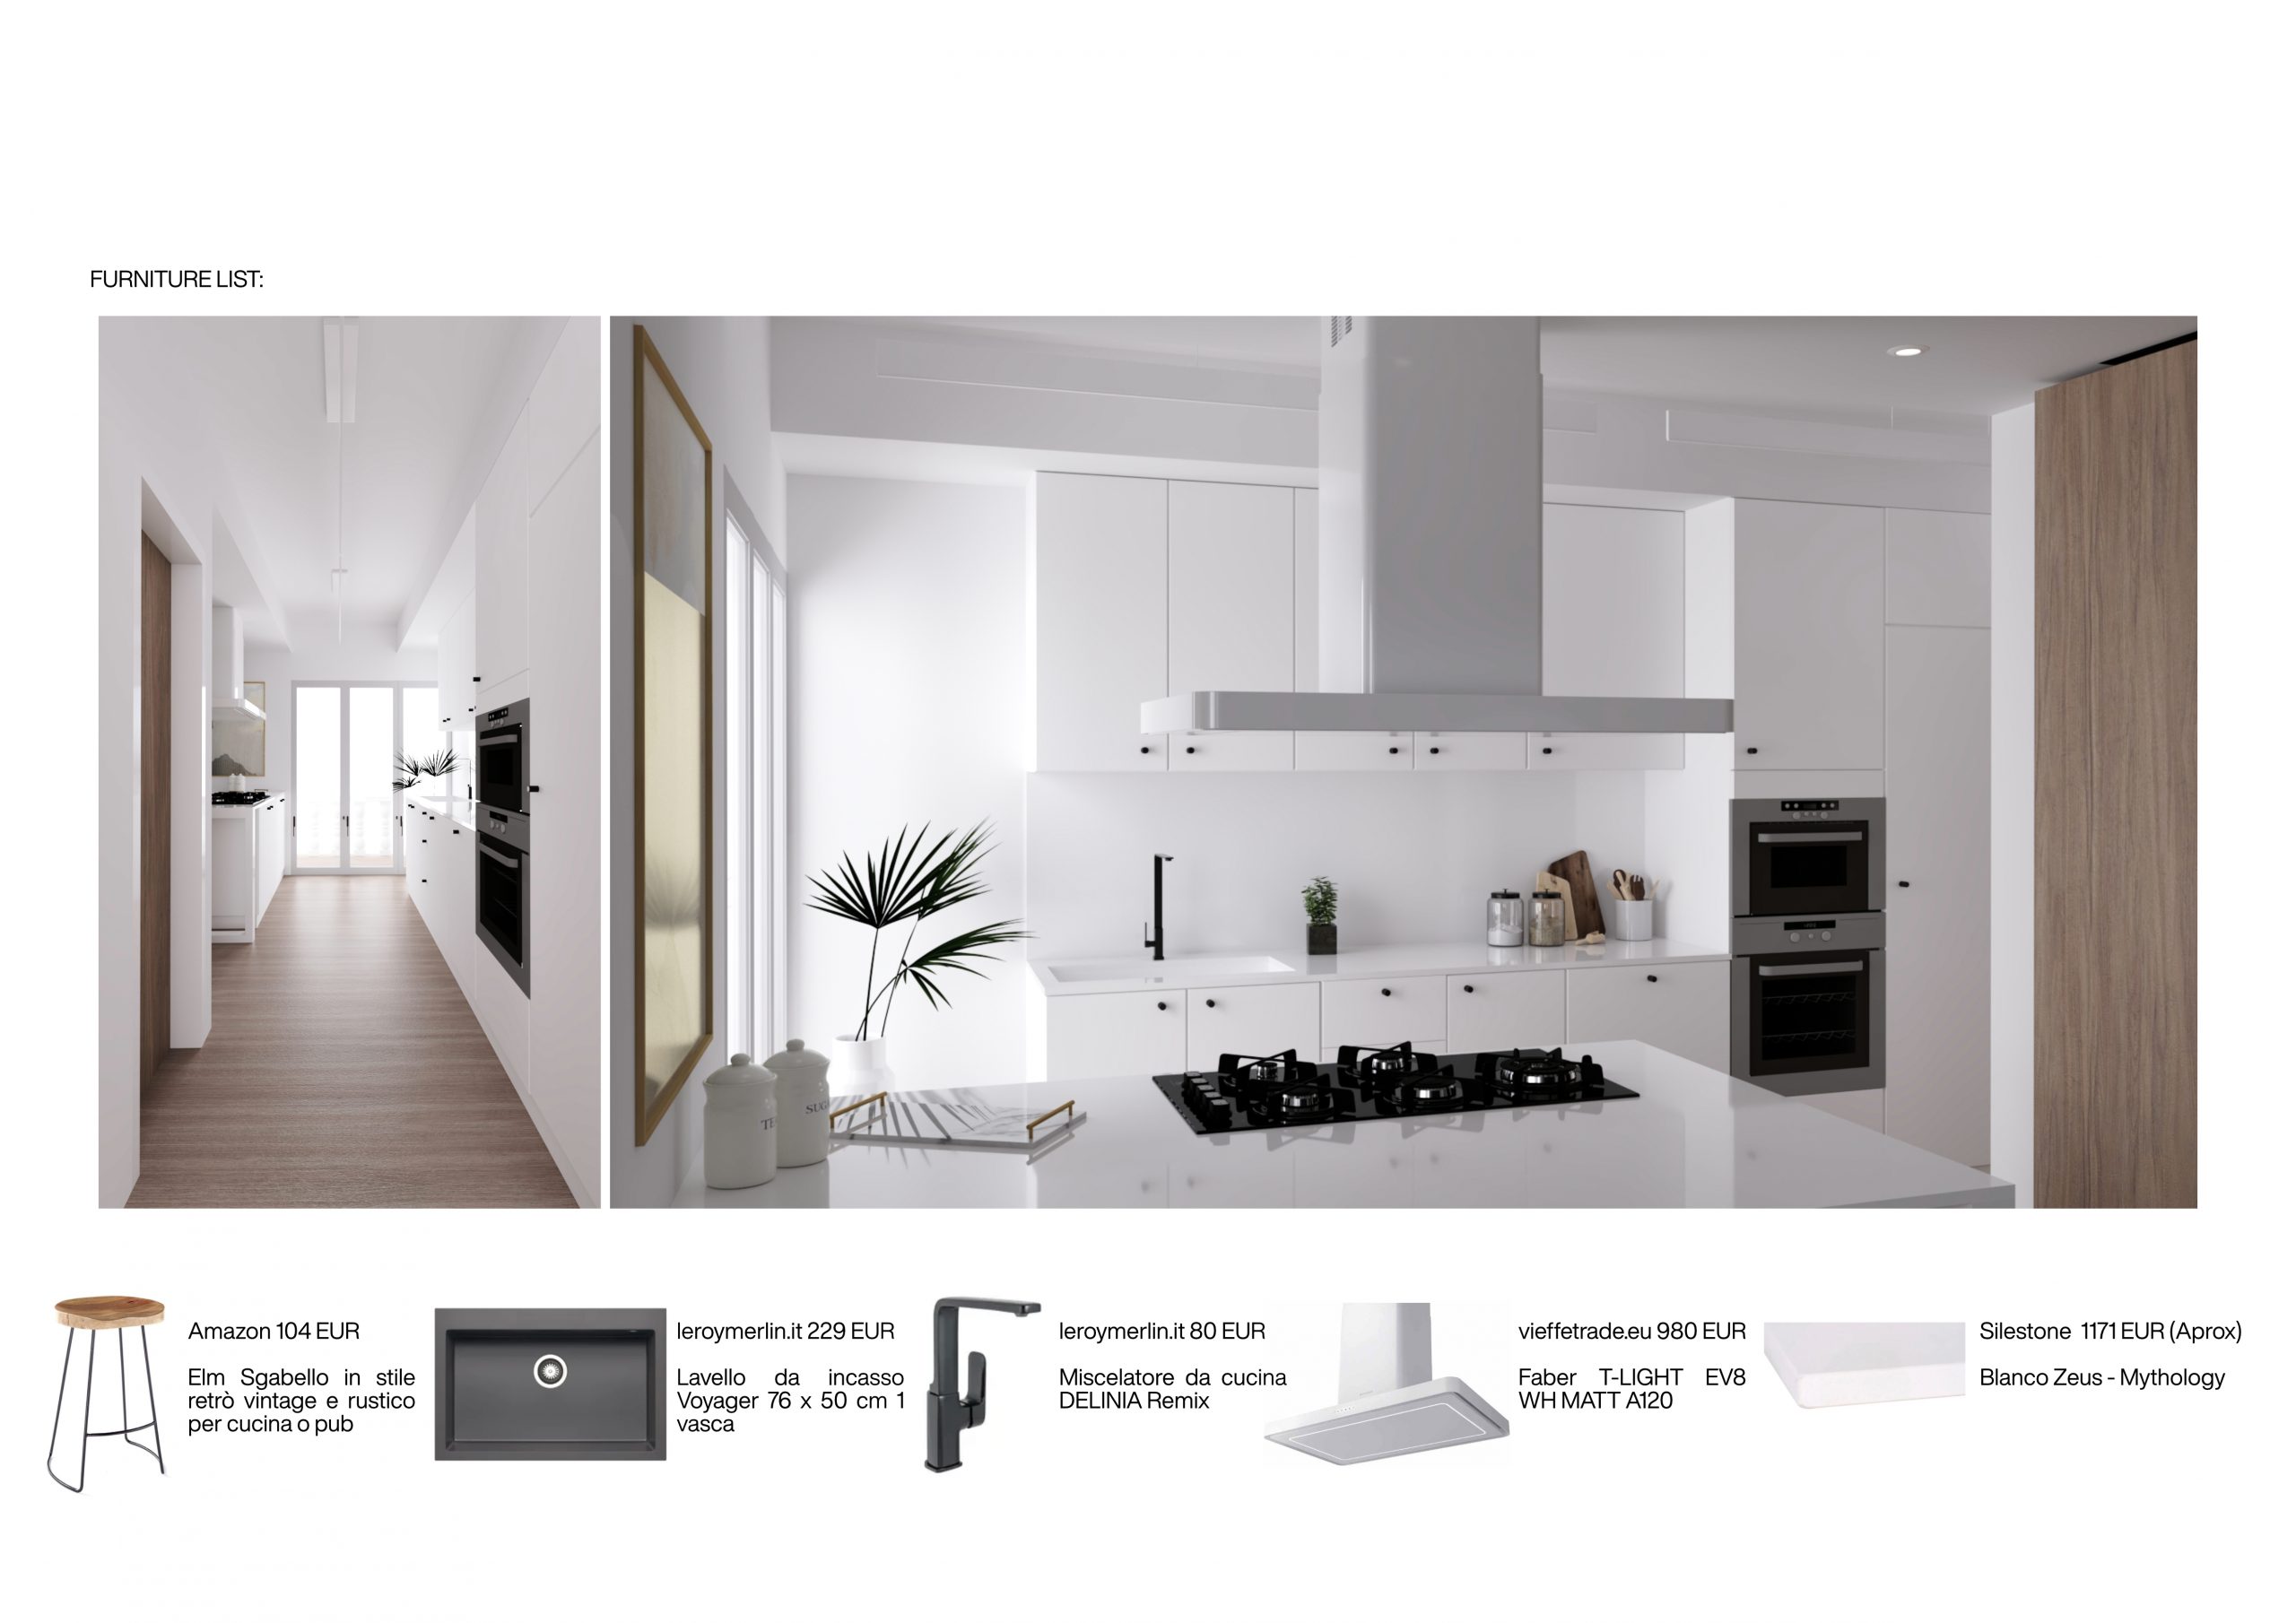 FURNITURE LIST:
TE
SUG
Amazon 104 EUR
Elm Sgabello in stile
retrò vintage e rustico
per cucina o pub
leroymerlin.it 229 EUR
Lavello da incasso
Voyager 76 x 50 cm 1
vasca
leroymerlin.it 80 EUR
Miscelatore da cucina
DELINIA Remix
vieffetrade.eu 980 EUR
Faber T-LIGHT EV8
WH MATT A120
Silestone 1171 EUR (Aprox)
Blanco Zeus - Mythology